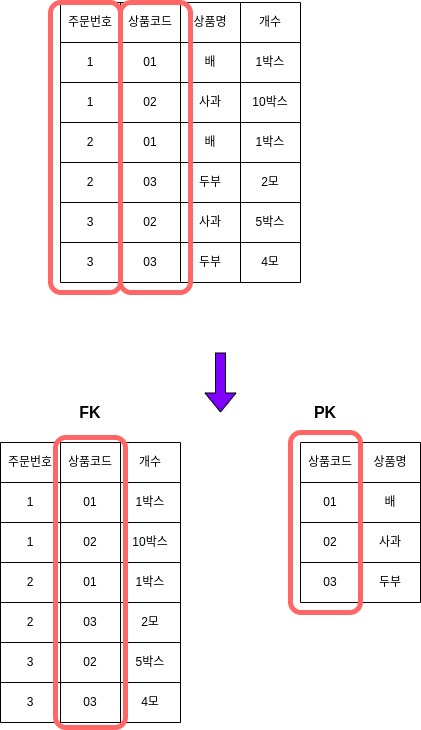 주문번호 상품코드 상품명 개수
1 01 배 1박스
1 02 사과 10박스
2 01 배 1박스
2 03 두부 2모
3 02 사과 5박스
3 03 두부 4모
FK
주문번호 상품코드 개수
1 01 1박스
1 02 10박스
2 01 1박스
2 03 2모
3 02 5박스
3 03 4모
PK
상품코드 상품명
01 배
02 사과
03 두부